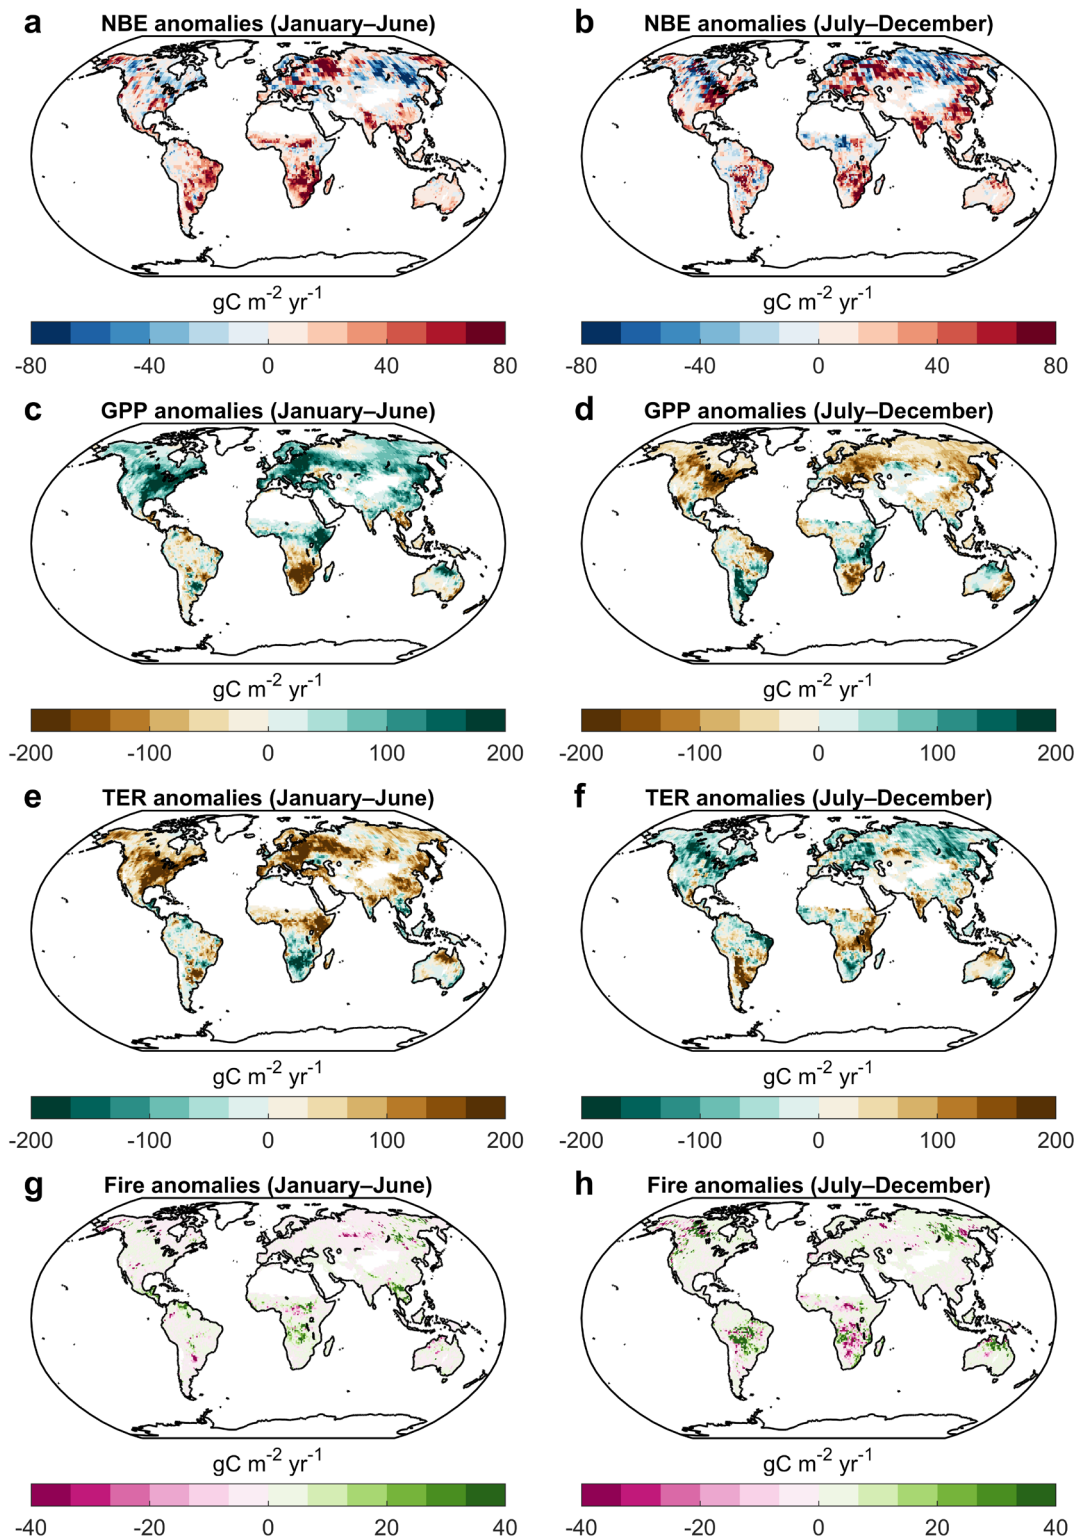 a NBE anomalies (January–June)
b NBE anomalies (July–December)
gC m-2 yr-1
-80 -40 0 40 80
gC m-2 yr-1
-80 -40 0 40 80
c GPP anomalies (January–June)
d GPP anomalies (July–December)
gC m-2 yr-1
-200 -100 0 100 200
gC m-2 yr-1
-200 -100 0 100 200
e TER anomalies (January–June)
f TER anomalies (July–December)
gC m-2 yr-1
-200 -100 0 100 200
gC m-2 yr-1
-200 -100 0 100 200
g Fire anomalies (January–June)
h Fire anomalies (July–December)
gC m-2 yr-1
-40 -20 0 20 40
gC m-2 yr-1
-40 -20 0 20 40